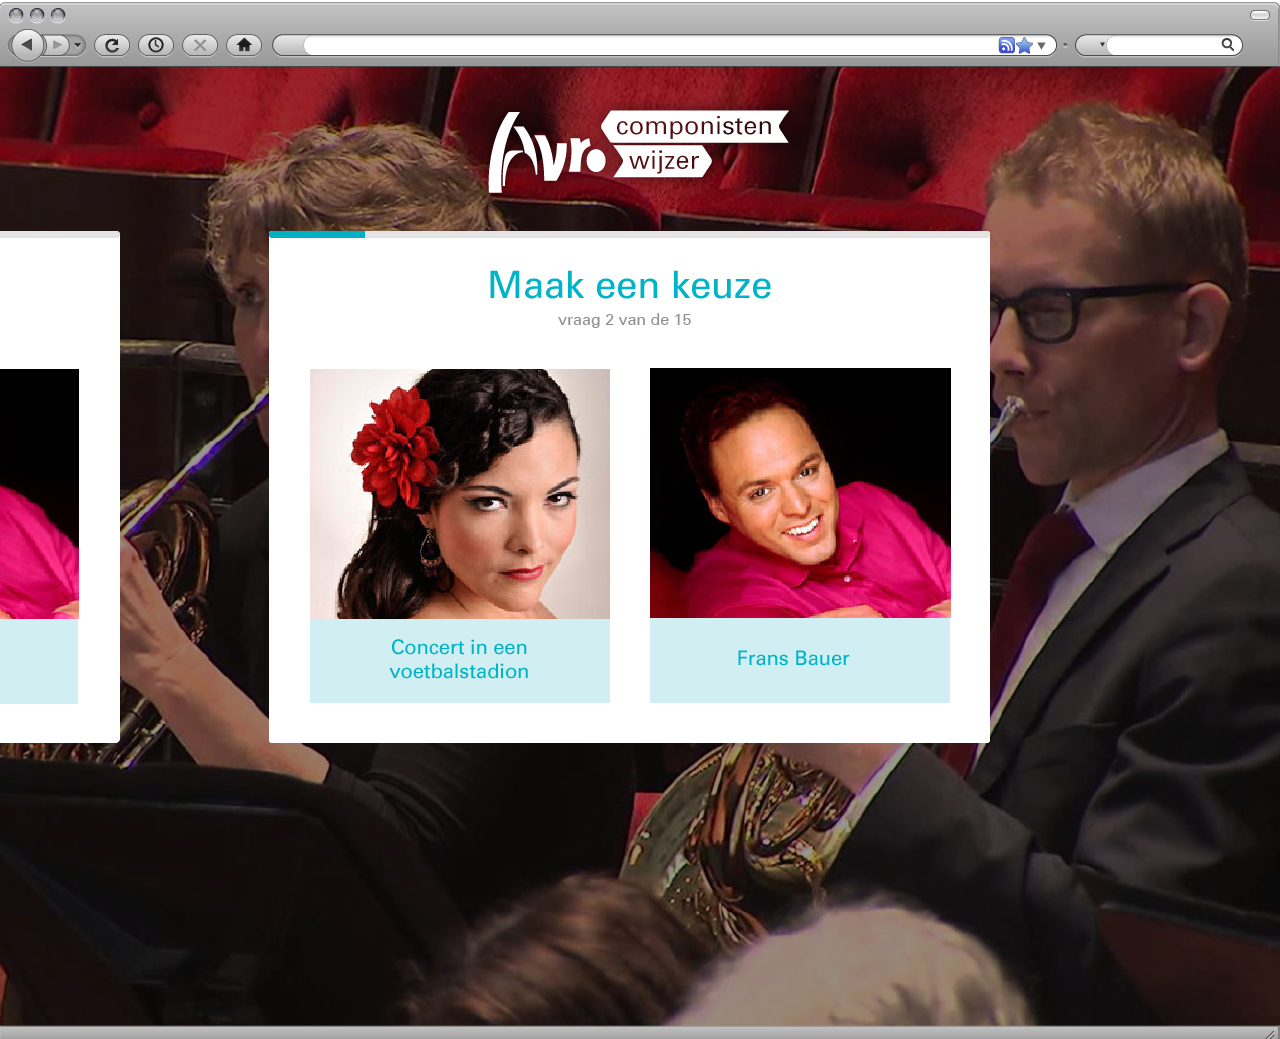 Avro
componisten
wijzer
Maak een keuze
vraag 2 van de 15
Concert in een
voetbalstadion
Frans Bauer